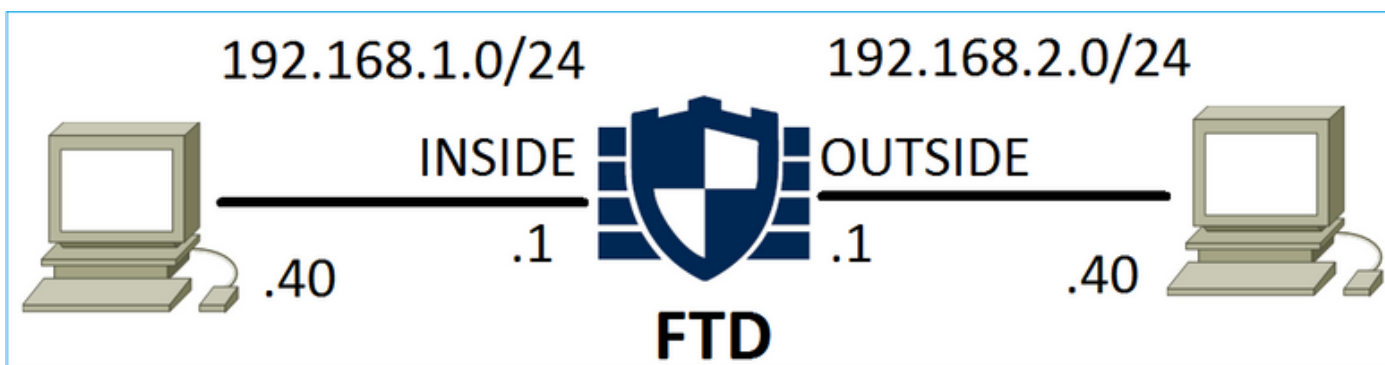 192.168.1.0/24
192.168.2.0/24
INSIDE
OUTSIDE
.40
.1
.1
.40
FTD